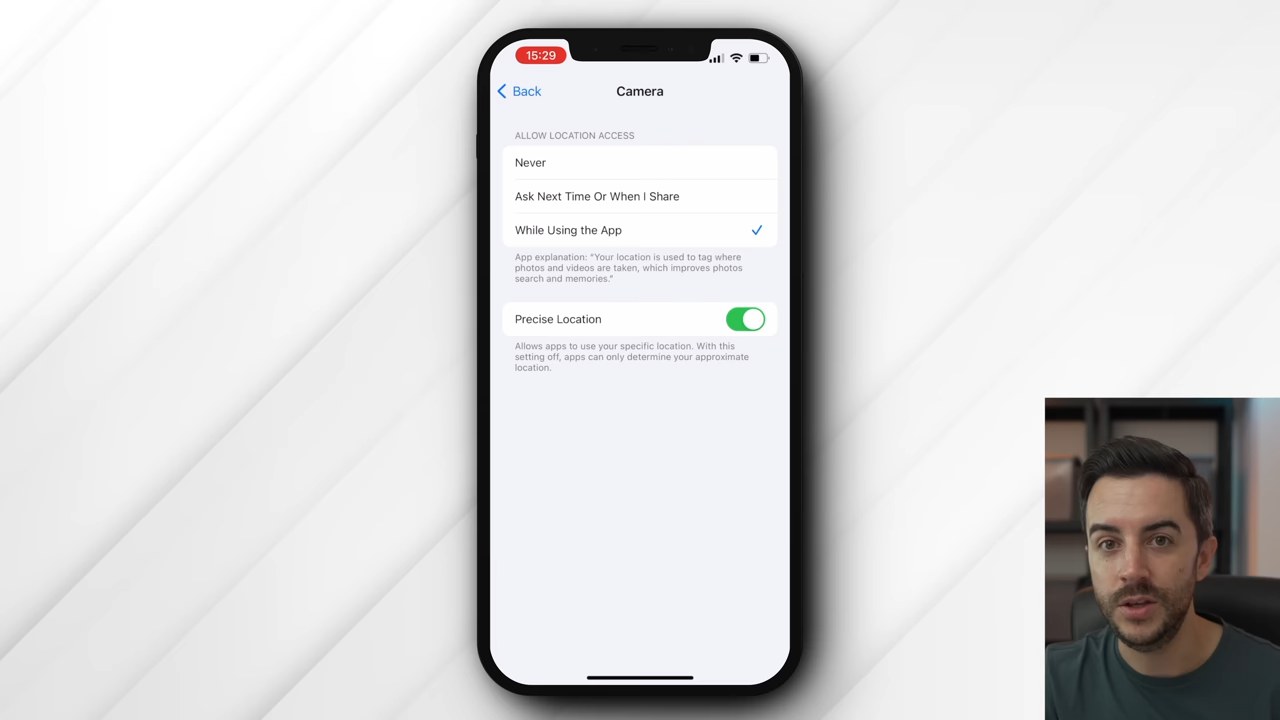 15:29
Back
Camera
ALLOW LOCATION ACCESS
Never
Ask Next Time Or When I Share
While Using the App
App explanation: “Your location is used to tag where
photos and videos are taken, which improves photos
search and memories.”
Precise Location
Allows apps to use your specific location. With this
setting off, apps can only determine your approximate
location.